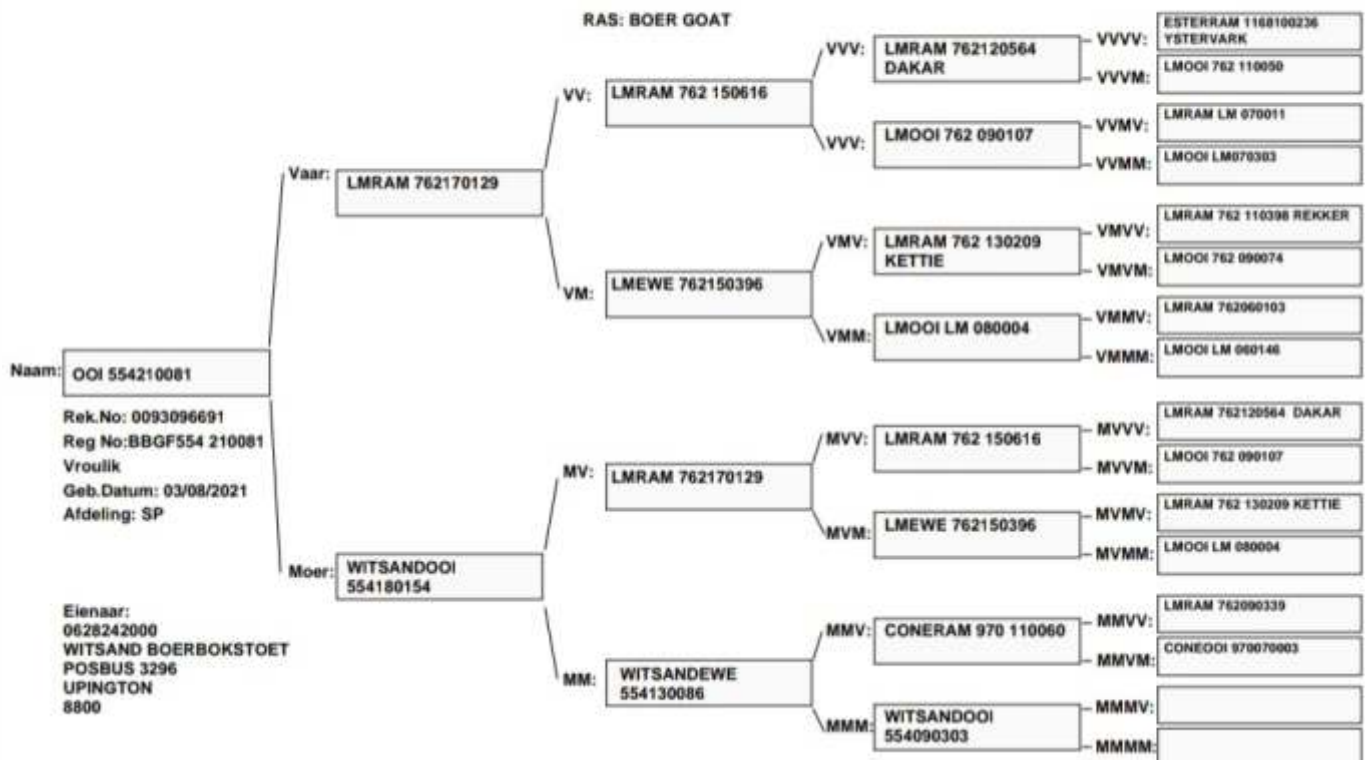 RAS: BOER GOAT
Naam:
OOI 554210081
Rek.No: 0093096691
Reg No:BBGF554 210081
Vroulik
Geb.Datum: 03/08/2021
Afdeling: SP
Eienaar:
0628242000
WITSAND BOERBOKSTOET
POSBUS 3296
UPINGTON
8800
Vaar:
LMRAM 762170129
Moer:
WITSANDOOI
554180154
VV:
LMRAM 762 150616
VM:
LMEWE 762150396
MV:
LMRAM 762170129
MM:
WITSANDEWE
554130086
VVV:
LMRAM 762120564
DAKAR
VVV:
LMOOI 762 090107
VMV:
LMRAM 762 130209
KETTIE
VMM:
LMOOI LM 080004
MVV:
LMRAM 762 150616
MVM:
LMEWE 762150396
MMV:
CONERAM 970 110060
MMM:
WITSANDOOI
554090303
VVVV:
ESTERRAM 1168100236
YSTERVARK
VVVM:
LMOOI 762 110050
VVMV:
LMRAM LM 070011
VVMM:
LMOOI LM070303
VMVV:
LMRAM 762 110398 REKKER
VMVM:
LMOOI 762 090074
VMMV:
LMRAM 762060103
VMMM:
LMOOI LM 060146
MVVV:
LMRAM 762120564 DAKAR
MVVM:
LMOOI 762 090107
MVMV:
LMRAM 762 130209 KETTIE
MVMM:
LMOOI LM 080004
MMVV:
LMRAM 762090339
MMVM:
CONEOOI 970070003
MMMV:
MMMM: